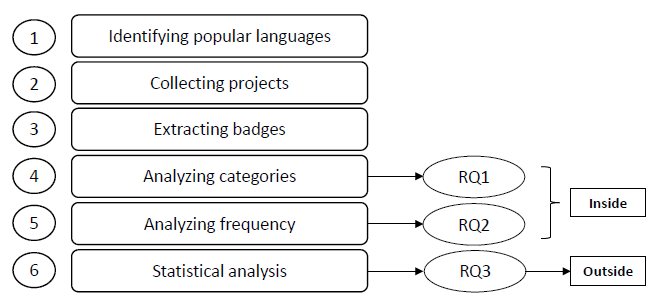 1 Identifying popular languages
2 Collecting projects
3 Extracting badges
4 Analyzing categories RQ1
Inside
5 Analyzing frequency RQ2
6 Statistical analysis RQ3 Outside